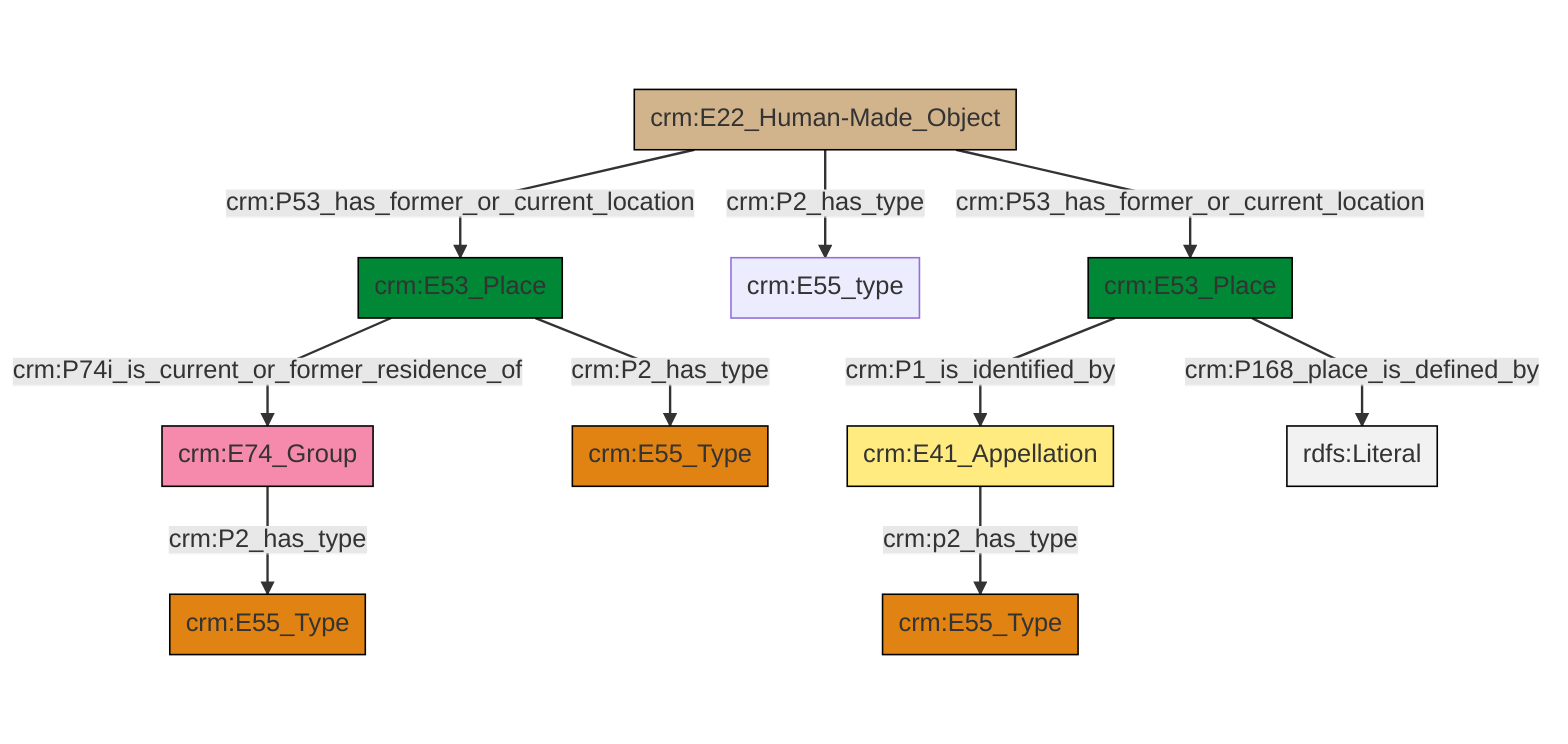 crm:E22_Human-Made_Object
crm:P53_has_former_or_current_location
crm:P2_has_type
crm:P53_has_former_or_current_location
crm:E53_Place
crm:E55_type
crm:E53_Place
crm:P74i_is_current_or_former_residence_of
crm:P2_has_type
crm:P1_is_identified_by
crm:P168_place_is_defined_by
crm:E74_Group
crm:E55_Type
crm:E41_Appellation
rdfs:Literal
crm:P2_has_type
crm:p2_has_type
crm:E55_Type
crm:E55_Type